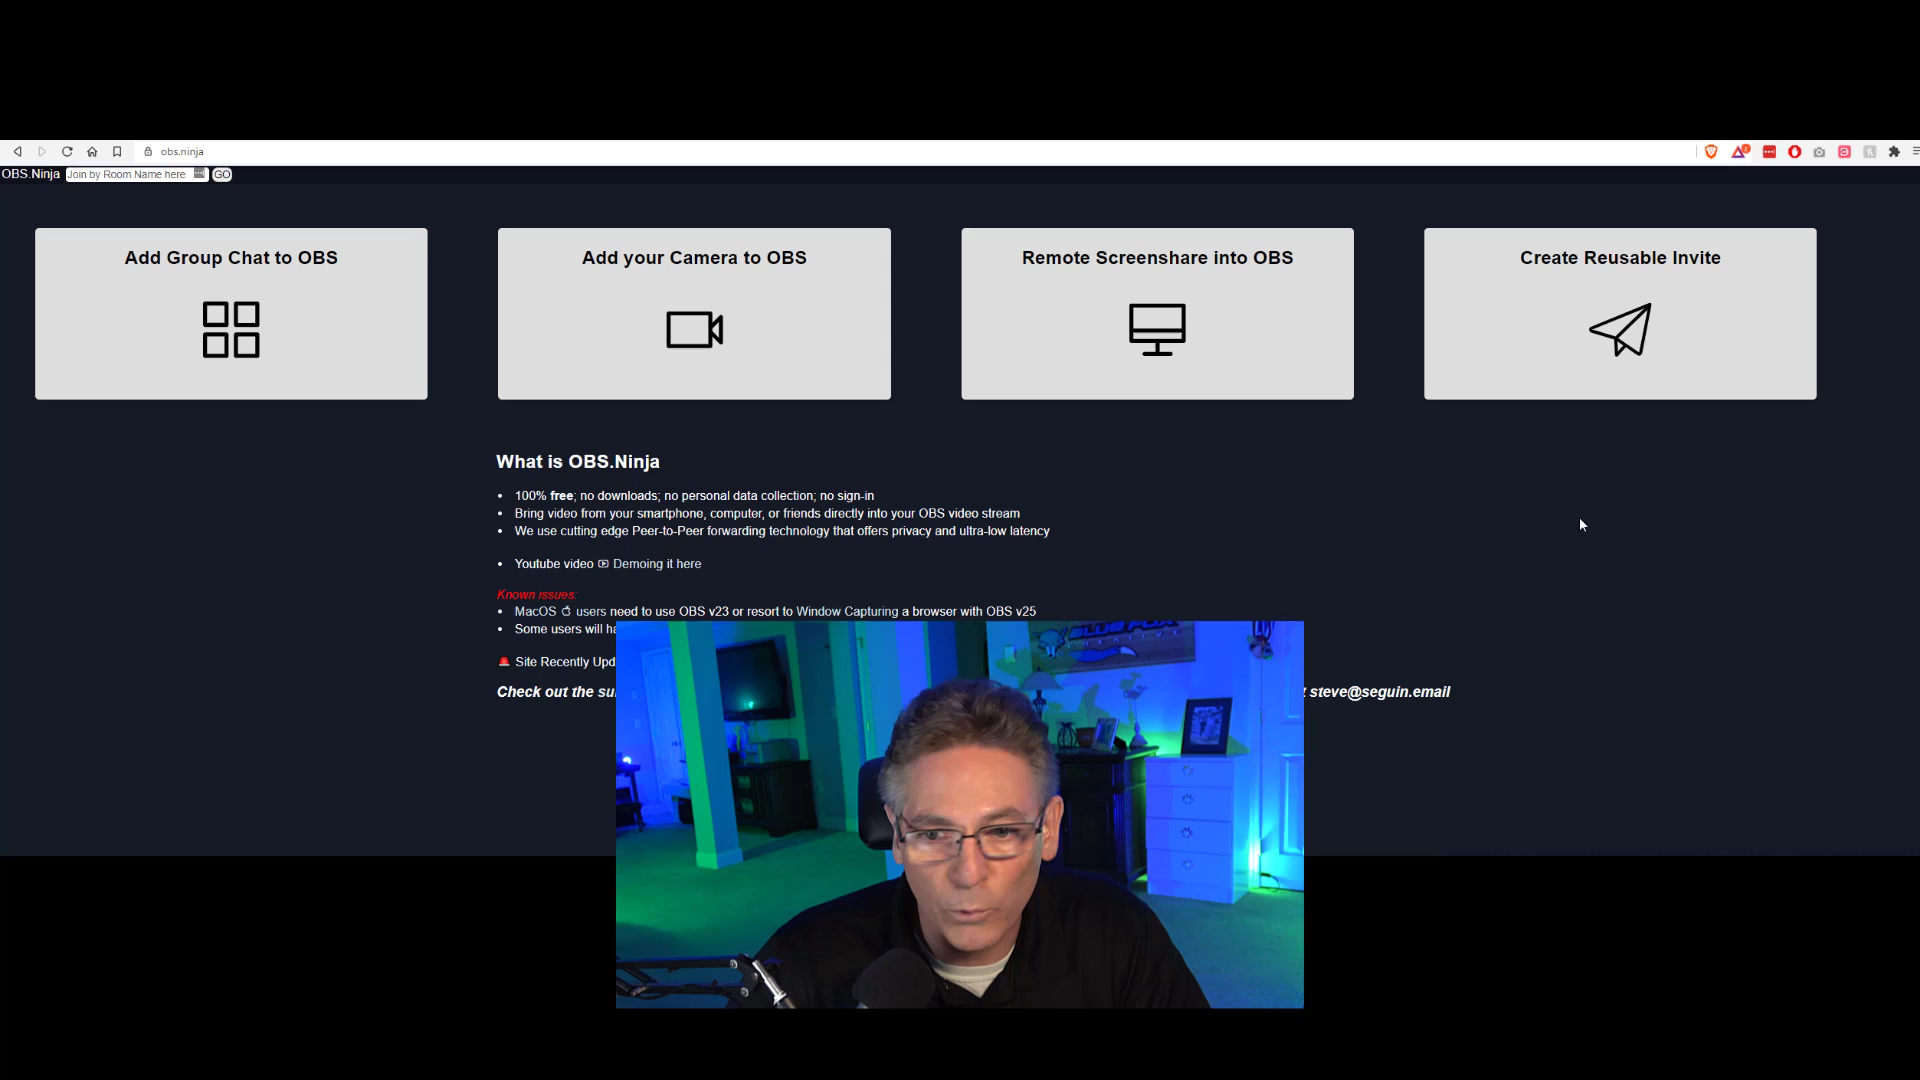 obs.ninja
OBS.Ninja Join by Room Name here GO
Add Group Chat to OBS
Add your Camera to OBS
Remote Screenshare into OBS
Create Reusable Invite
What is OBS.Ninja
• 100% free; no downloads; no personal data collection; no sign-in
• Bring video from your smartphone, computer, or friends directly into your OBS video stream
• We use cutting edge Peer-to-Peer forwarding technology that offers privacy and ultra-low latency
• Youtube video Demoing it here
Known issues:
• MacOS users need to use OBS v23 or resort to Window Capturing a browser with OBS v25
• Some users will
Site Recently
Check out the steve@seguin.email
BLUE FOX
CREATIVE